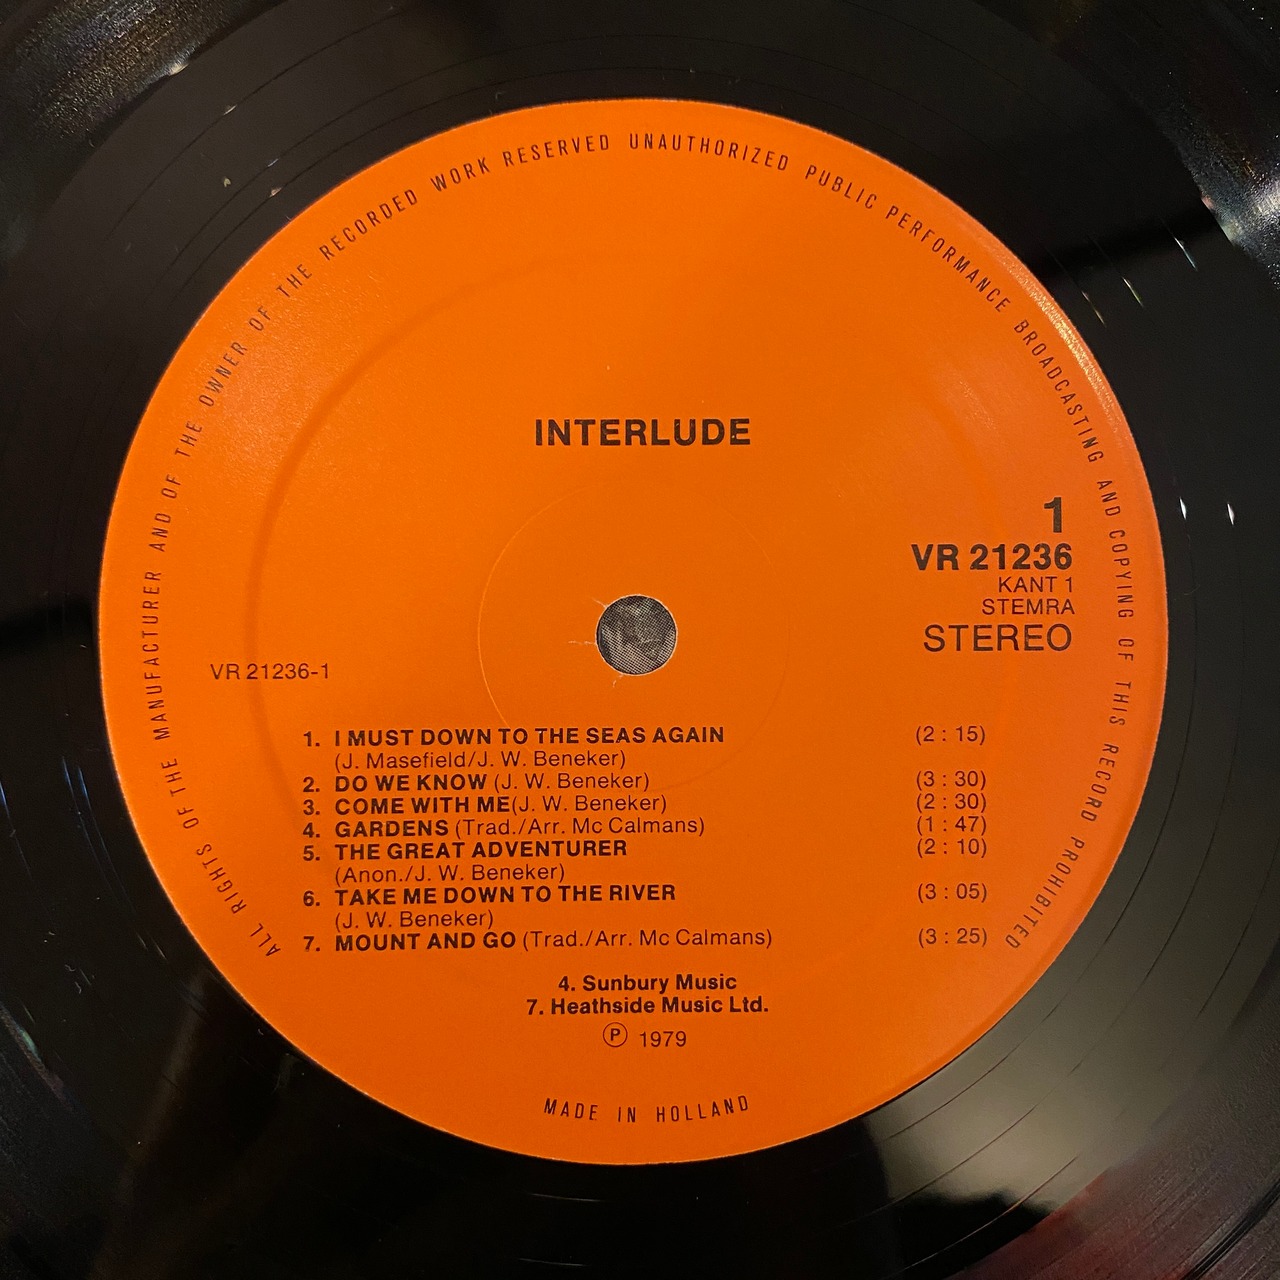 ALL RIGHTS OF THE MANUFACTURER AND OF THE OWNER OF THE RECORDED WORK RESERVED UNAUTHORIZED PUBLIC PERFORMANCE BROADCASTING AND COPYING OF THIS RECORD PROHIBITED
INTERLUDE
1
VR 21236
KANT 1
STEMRA
STEREO
VR 21236-1
1. I MUST DOWN TO THE SEAS AGAIN (2 : 15)
(J. Masefield/J. W. Beneker)
2. DO WE KNOW (J. W. Beneker) (3 : 30)
3. COME WITH ME(J. W. Beneker) (2 : 30)
4. GARDENS (Trad./Arr. Mc Calmans) (1 : 47)
5. THE GREAT ADVENTURER (2 : 10)
(Anon./J. W. Beneker)
6. TAKE ME DOWN TO THE RIVER (3 : 05)
(J. W. Beneker)
7. MOUNT AND GO (Trad./Arr. Mc Calmans) (3 : 25)
4. Sunbury Music
7. Heathside Music Ltd.
℗ 1979
MADE IN HOLLAND